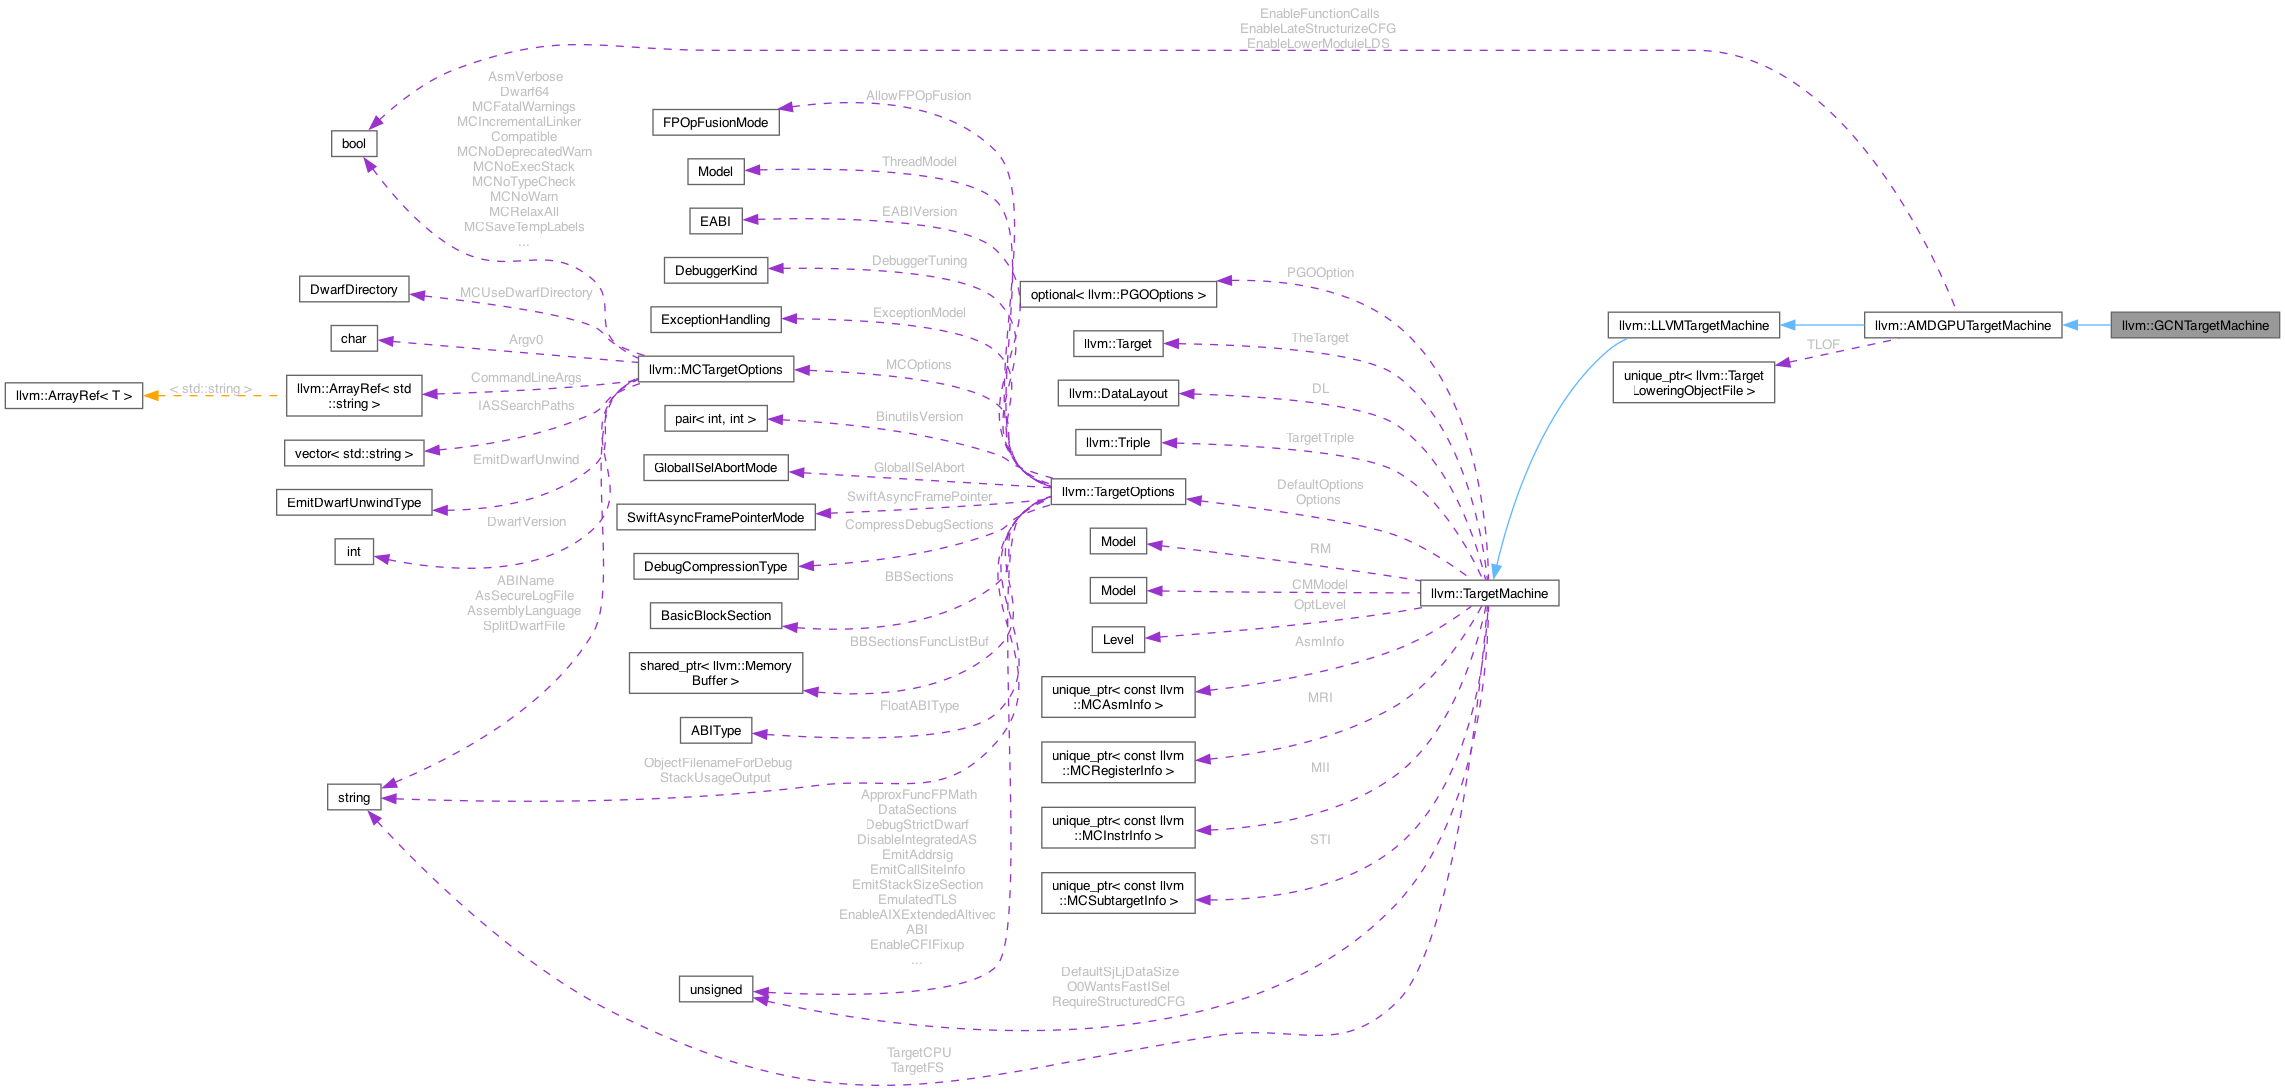 EnableFunctionCalls
EnableLateStructurizeCFG
EnableLowerModuleLDS
AsmVerbose
Dwarf64
MCFatalWarnings
MCIncrementalLinker
Compatible
MCNoDeprecatedWarn
MCNoExecStack
MCNoTypeCheck
MCNoWarn
MCRelaxAll
MCSaveTempLabels
...
bool
DwarfDirectory
MCUseDwarfDirectory
char
Argv0
llvm::ArrayRef< T >
< std::string >
llvm::ArrayRef< std
::string >
CommandLineArgs
IASSearchPaths
vector< std::string >
EmitDwarfUnwind
EmitDwarfUnwindType
DwarfVersion
int
ABIName
AsSecureLogFile
AssemblyLanguage
SplitDwarfFile
string
AllowFPOpFusion
FPOpFusionMode
ThreadModel
Model
EABIVersion
EABI
DebuggerTuning
DebuggerKind
ExceptionModel
ExceptionHandling
MCOptions
llvm::MCTargetOptions
BinutilsVersion
pair< int, int >
GlobalISelAbort
GlobalISelAbortMode
SwiftAsyncFramePointer
SwiftAsyncFramePointerMode
CompressDebugSections
DebugCompressionType
BBSections
BasicBlockSection
BBSectionsFuncListBuf
shared_ptr< llvm::Memory
Buffer >
FloatABIType
ABIType
ObjectFilenameForDebug
StackUsageOutput
ApproxFuncFPMath
DataSections
DebugStrictDwarf
DisableIntegratedAS
EmitAddrsig
EmitCallSiteInfo
EmitStackSizeSection
EmulatedTLS
EnableAIXExtendedAltivec
ABI
EnableCFIFixup
...
unsigned
PGOOption
optional< llvm::PGOOptions >
TheTarget
llvm::Target
DL
llvm::DataLayout
TargetTriple
llvm::Triple
DefaultOptions
Options
llvm::TargetOptions
RM
Model
CMModel
Model
OptLevel
Level
AsmInfo
unique_ptr< const llvm
::MCAsmInfo >
MRI
unique_ptr< const llvm
::MCRegisterInfo >
MII
unique_ptr< const llvm
::MCInstrInfo >
STI
unique_ptr< const llvm
::MCSubtargetInfo >
DefaultSjLjDataSize
O0WantsFastISel
RequireStructuredCFG
TargetCPU
TargetFS
llvm::TargetMachine
llvm::LLVMTargetMachine
TLOF
unique_ptr< llvm::Target
LoweringObjectFile >
llvm::AMDGPUTargetMachine
llvm::GCNTargetMachine